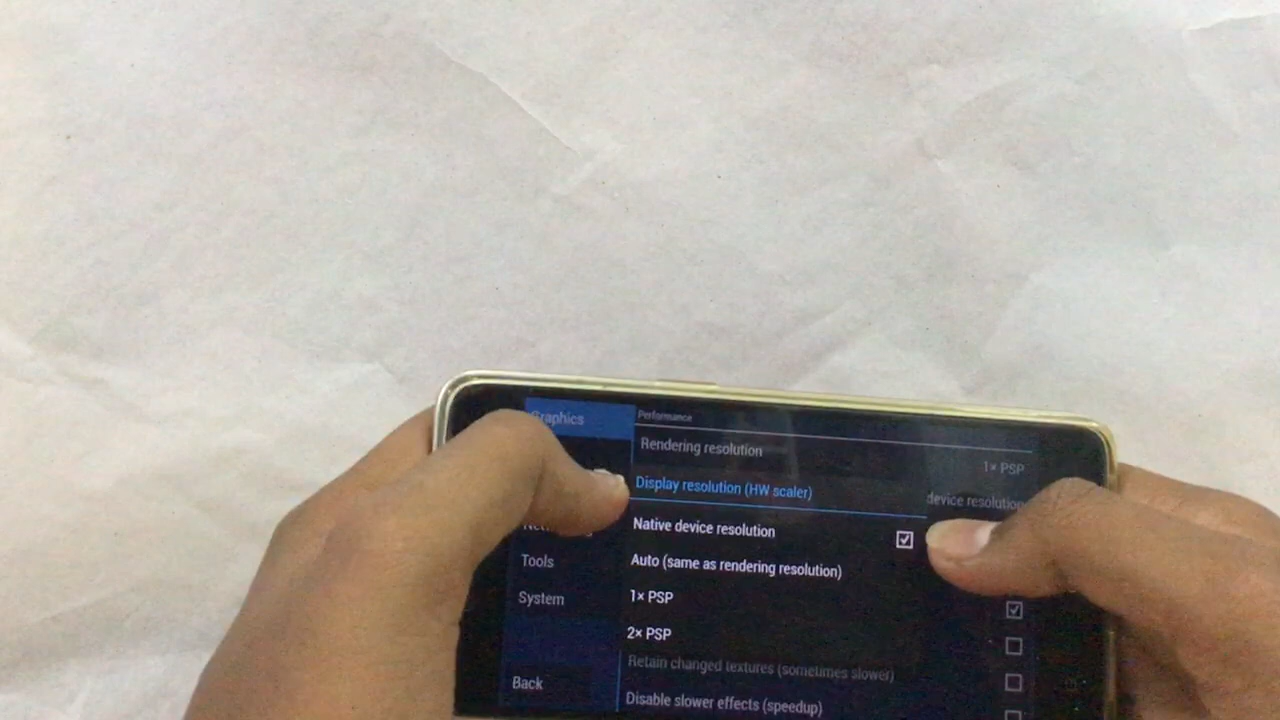 Graphics
Performance
Rendering resolution
1× PSP
Display resolution (HW scaler)
device resolution
Native device resolution
Tools
Auto (same as rendering resolution)
System
1× PSP
2× PSP
Retain changed textures (sometimes slower)
Back
Disable slower effects (speedup)